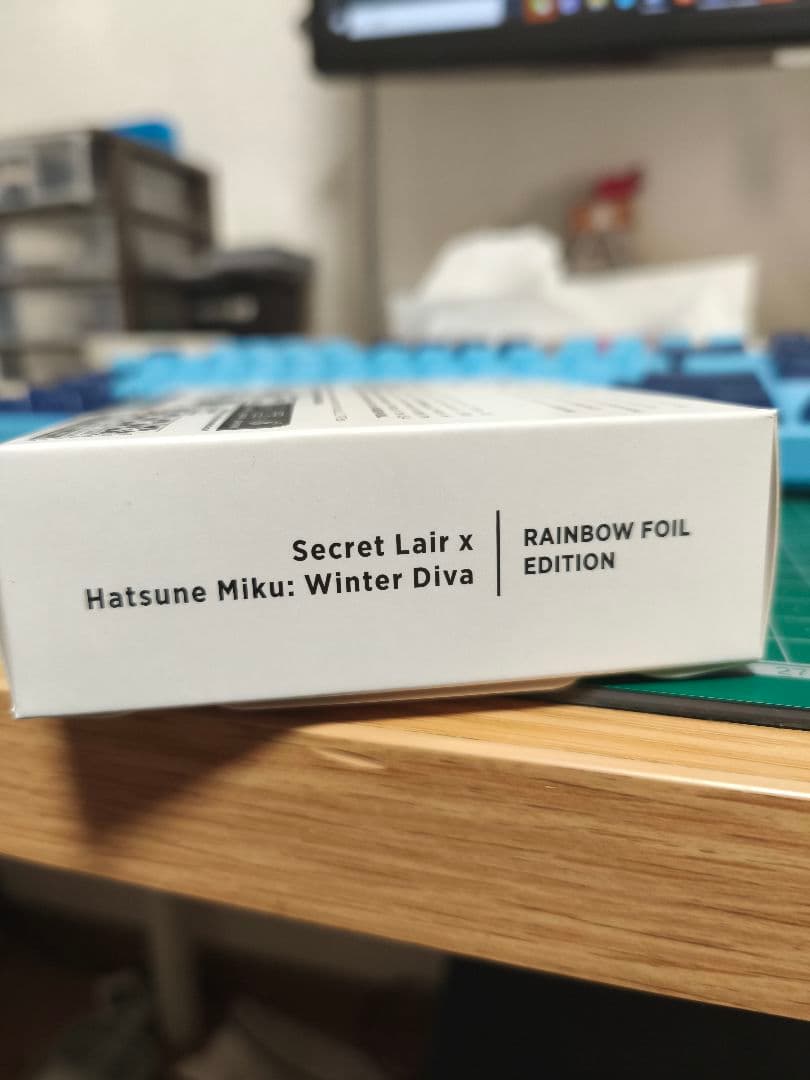 Secret Lair x
Hatsune Miku: Winter Diva
RAINBOW FOIL
EDITION